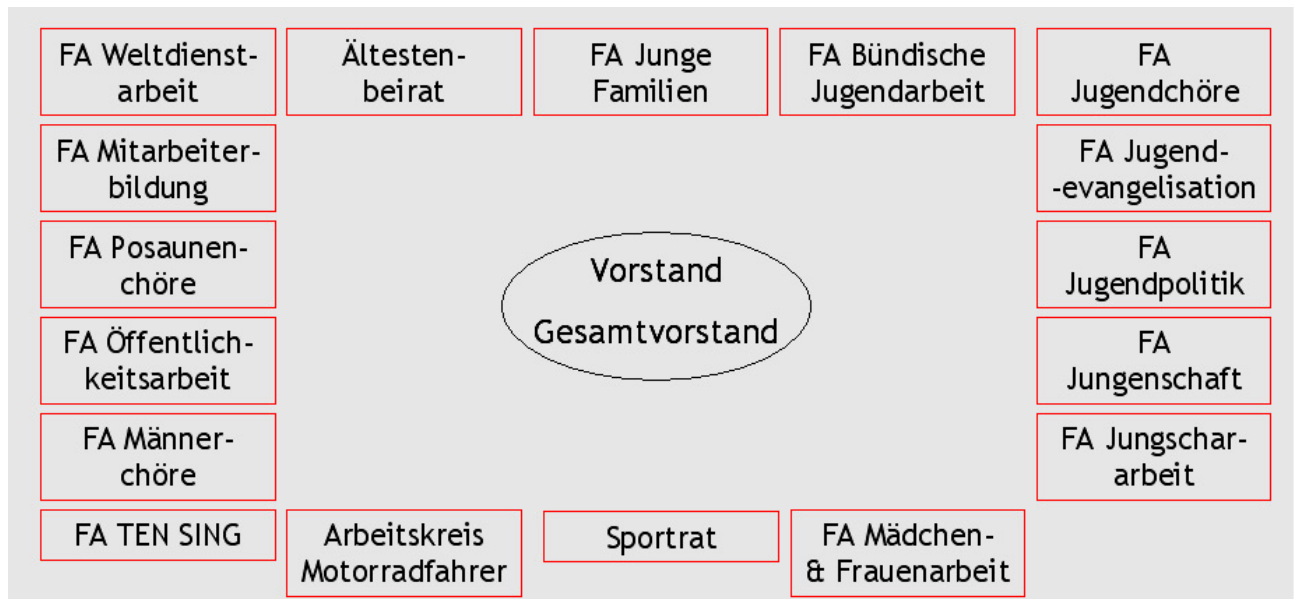 FA Weltdienst-
arbeit
Ältesten-
beirat
FA Junge
Familien
FA Bündische
Jugendarbeit
FA
Jugendchöre
FA Mitarbeiter-
bildung
FA Jugend-
-evangelisation
FA Posaunen-
chöre
Vorstand
Gesamtvorstand
FA
Jugendpolitik
FA Öffentlich-
keitsarbeit
FA
Jungenschaft
FA Männer-
chöre
FA Jungschar-
arbeit
FA TEN SING
Arbeitskreis
Motorradfahrer
Sportrat
FA Mädchen-
& Frauenarbeit